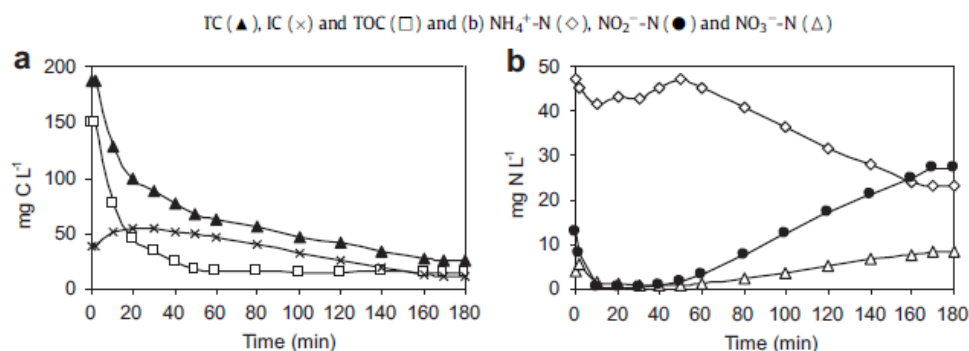 TC (▲), IC (×) and TOC (□) and (b) NH₄⁺-N (◇), NO₂⁻-N (●) and NO₃⁻-N (△)
a
200
150
100
50
0
mg C L⁻¹
0 20 40 60 80 100 120 140 160 180
Time (min)
b
50
40
30
20
10
0
mg N L⁻¹
0 20 40 60 80 100 120 140 160 180
Time (min)